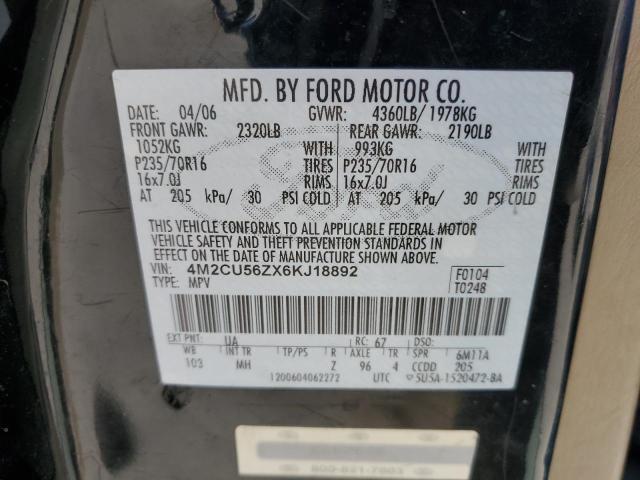 MFD. BY FORD MOTOR CO.
DATE: 04/06 GVWR: 4360LB/1978KG
FRONT GAWR: 2320LB REAR GAWR: 2190LB
1052KG WITH 993KG WITH
P235/70R16 TIRES P235/70R16 TIRES
16x7.0J RIMS 16x7.0J RIMS
AT 205 kPa/ 30 PSI COLD AT 205 kPa/ 30 PSI COLD
THIS VEHICLE CONFORMS TO ALL APPLICABLE FEDERAL MOTOR
VEHICLE SAFETY AND THEFT PREVENTION STANDARDS IN
EFFECT ON THE DATE OF MANUFACTURE SHOWN ABOVE.
VIN: 4M2CU56ZX6KJ18892 F0104
TYPE: MPV T0248
EXT PNT: UA RC: 67
WB INT TR TP/PS R AXLE TR SPR 6M11A
103 MH Z 96 4 CCDD 205
1200604062272 UTC 5U5A-1520472-BA